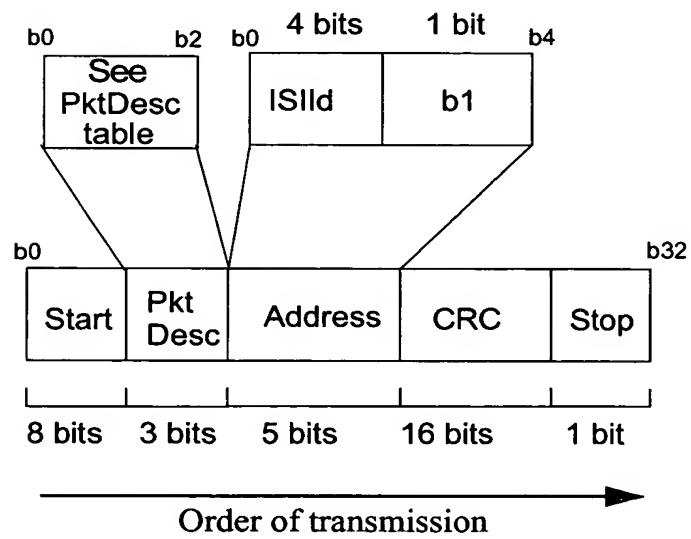 4 bits 1 bit
b0 b2 b0 b4
See
PktDesc
table
ISIId b1
b0 b32
Start Pkt
Desc Address CRC Stop
8 bits 3 bits 5 bits 16 bits 1 bit
Order of transmission